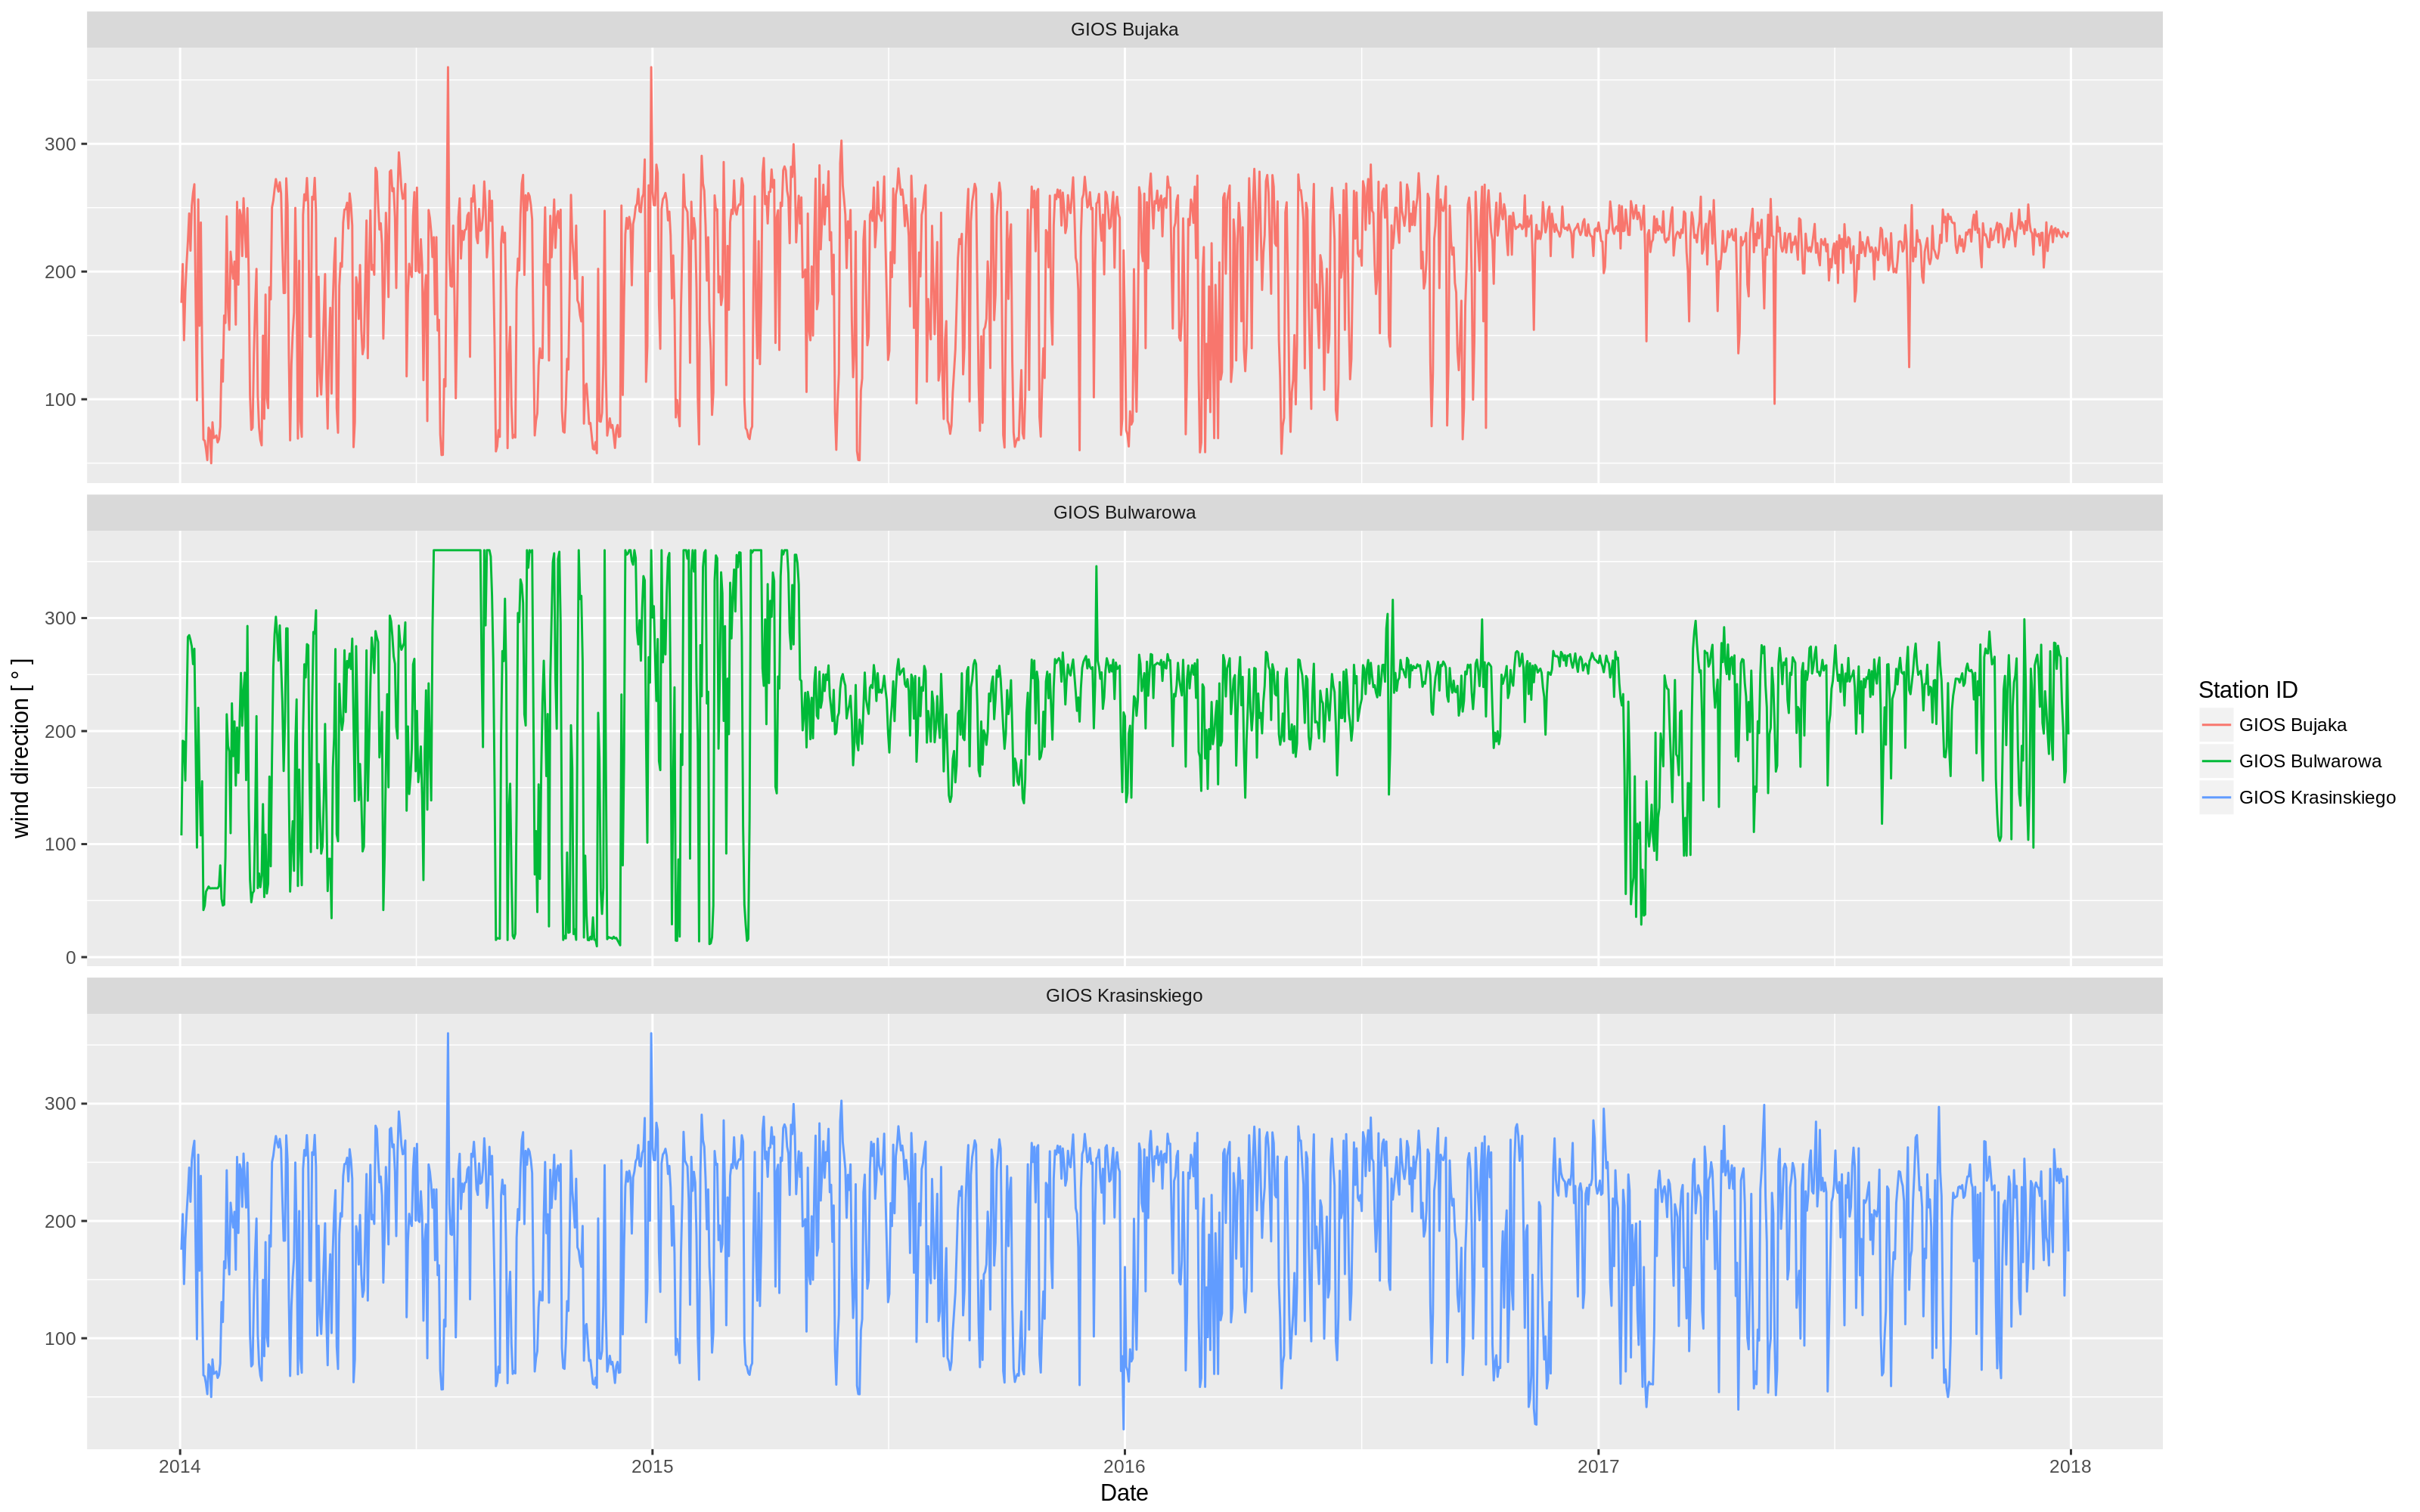 GIOS Bujaka
300
200
100
GIOS Bulwarowa
300
200
100
0
GIOS Krasinskiego
300
200
100
2014 2015 2016 2017 2018
Date
wind direction [ ° ]
Station ID
GIOS Bujaka
GIOS Bulwarowa
GIOS Krasinskiego